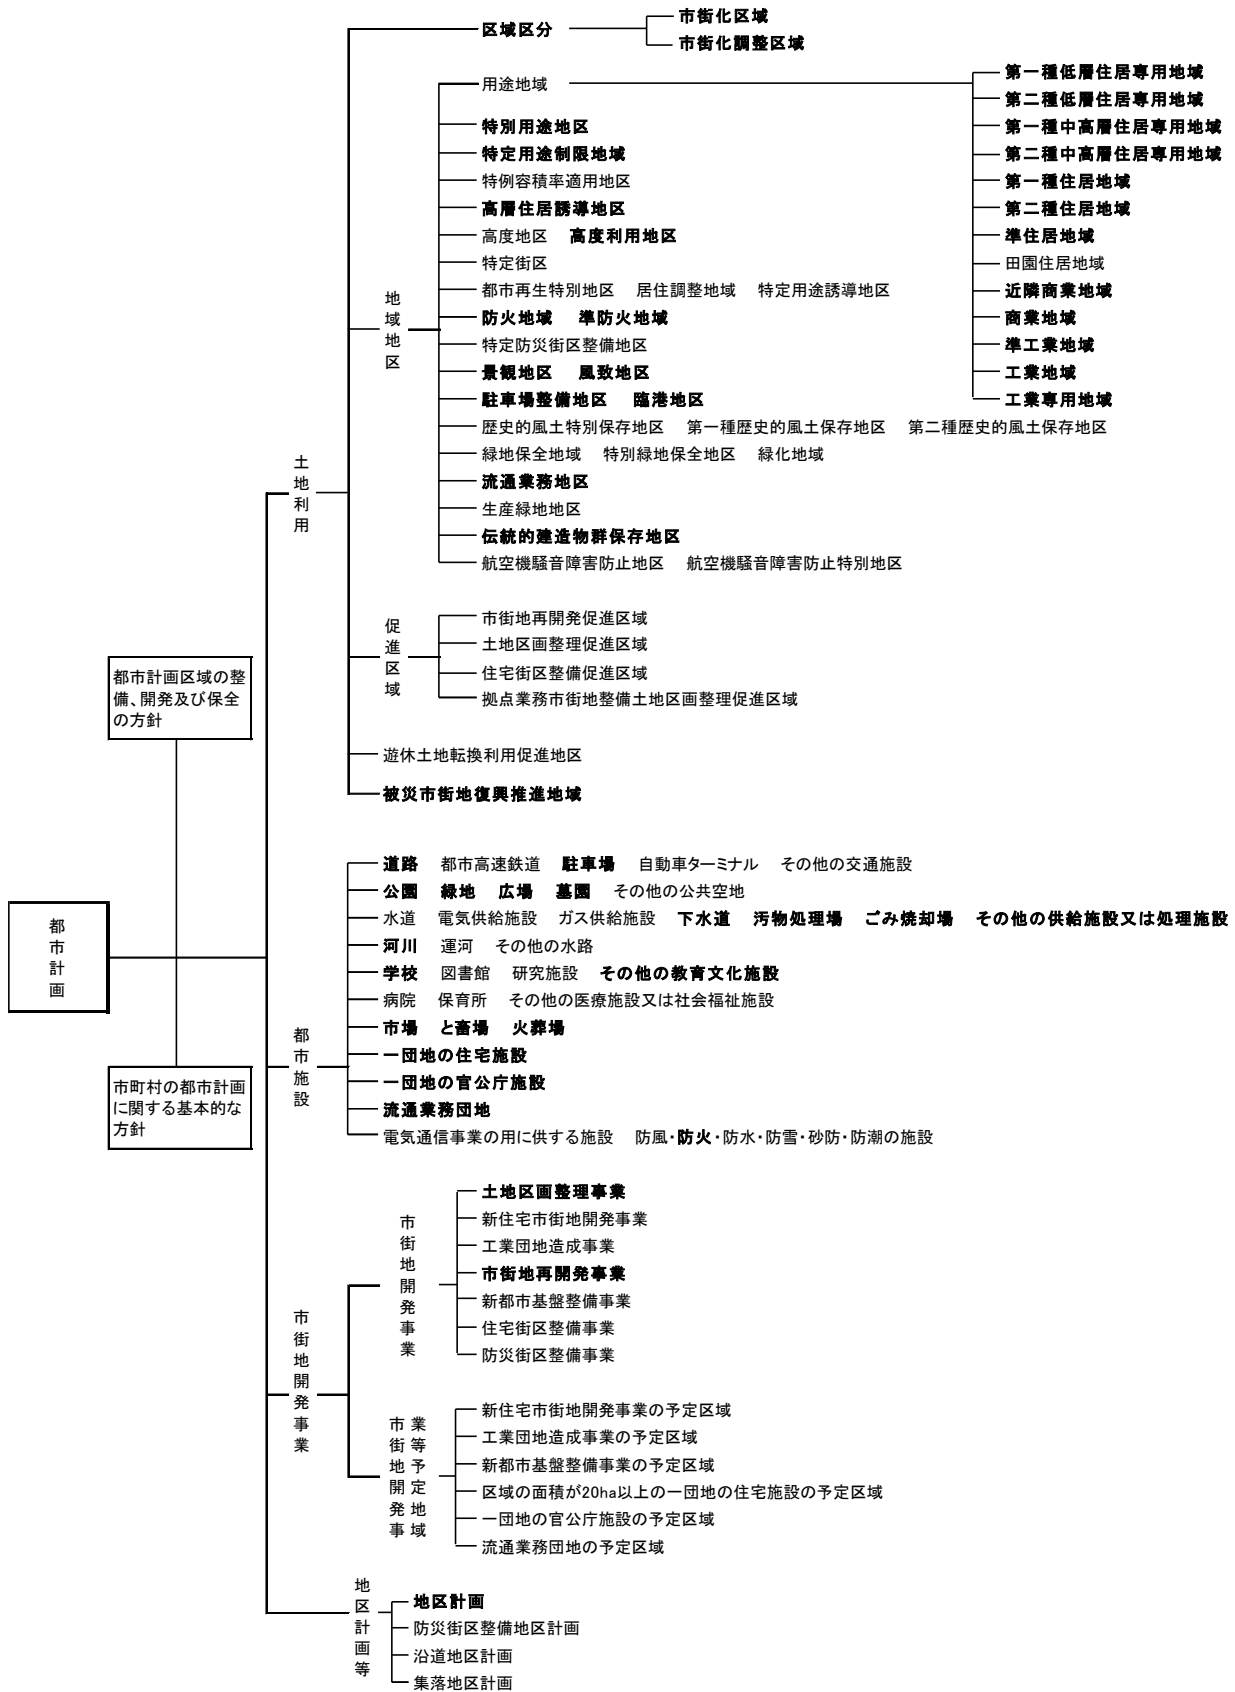 都市計画
都市計画区域の整
備、開発及び保全
の方針
市町村の都市計画
に関する基本的な
方針
土地利用
区域区分
市街化区域
市街化調整区域
地域地区
用途地域
第一種低層住居専用地域
第二種低層住居専用地域
第一種中高層住居専用地域
第二種中高層住居専用地域
第一種住居地域
第二種住居地域
準住居地域
田園住居地域
近隣商業地域
商業地域
準工業地域
工業地域
工業専用地域
特別用途地区
特定用途制限地域
特例容積率適用地区
高層住居誘導地区
高度地区 高度利用地区
特定街区
都市再生特別地区 居住調整地域 特定用途誘導地区
防火地域 準防火地域
特定防災街区整備地区
景観地区 風致地区
駐車場整備地区 臨港地区
歴史的風土特別保存地区 第一種歴史的風土保存地区 第二種歴史的風土保存地区
緑地保全地域 特別緑地保全地区 緑化地域
流通業務地区
生産緑地地区
伝統的建造物群保存地区
航空機騒音障害防止地区 航空機騒音障害防止特別地区
促進区域
市街地再開発促進区域
土地区画整理促進区域
住宅街区整備促進区域
拠点業務市街地整備土地区画整理促進区域
遊休土地転換利用促進地区
被災市街地復興推進地域
都市施設
道路 都市高速鉄道 駐車場 自動車ターミナル その他の交通施設
公園 緑地 広場 墓園 その他の公共空地
水道 電気供給施設 ガス供給施設 下水道 汚物処理場 ごみ焼却場 その他の供給施設又は処理施設
河川 運河 その他の水路
学校 図書館 研究施設 その他の教育文化施設
病院 保育所 その他の医療施設又は社会福祉施設
市場 と畜場 火葬場
一団地の住宅施設
一団地の官公庁施設
流通業務団地
電気通信事業の用に供する施設 防風・防火・防水・防雪・砂防・防潮の施設
市街地開発事業
市街地開発事業
土地区画整理事業
新住宅市街地開発事業
工業団地造成事業
市街地再開発事業
新都市基盤整備事業
住宅街区整備事業
防災街区整備事業
市街地開発事
業等予定地域
新住宅市街地開発事業の予定区域
工業団地造成事業の予定区域
新都市基盤整備事業の予定区域
区域の面積が20ha以上の一団地の住宅施設の予定区域
一団地の官公庁施設の予定区域
流通業務団地の予定区域
地区計画等
地区計画
防災街区整備地区計画
沿道地区計画
集落地区計画